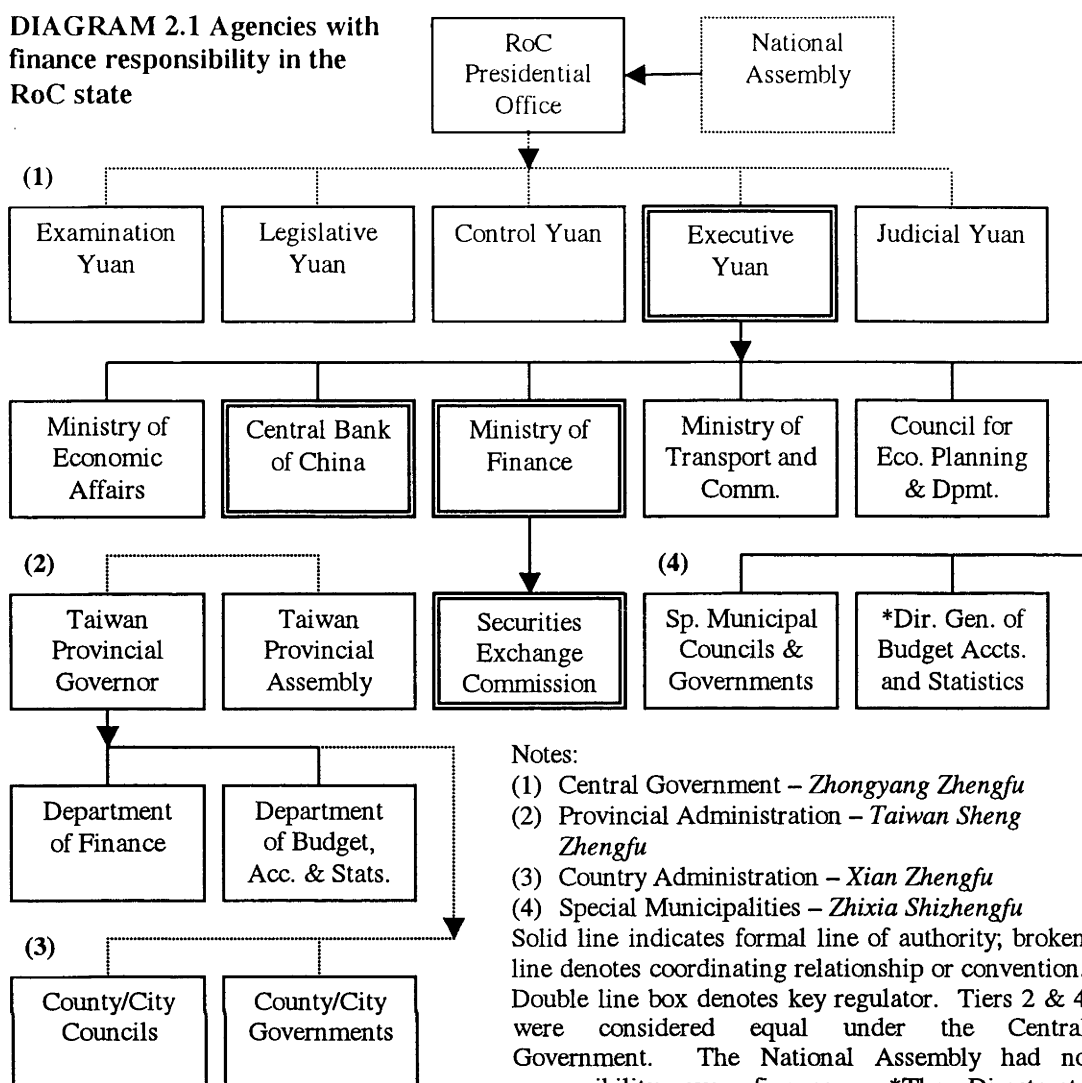 DIAGRAM 2.1 Agencies with
finance responsibility in the
RoC state
RoC
Presidential
Office
National
Assembly
(1)
Examination
Yuan
Legislative
Yuan
Control Yuan
Executive
Yuan
Judicial Yuan
Ministry of
Economic
Affairs
Central Bank
of China
Ministry of
Finance
Ministry of
Transport and
Comm.
Council for
Eco. Planning
& Dpmt.
(2)
Taiwan
Provincial
Governor
Taiwan
Provincial
Assembly
Securities
Exchange
Commission
(4)
Sp. Municipal
Councils &
Governments
*Dir. Gen. of
Budget Accts.
and Statistics
Department
of Finance
Department
of Budget,
Acc. & Stats.
(3)
County/City
Councils
County/City
Governments
Notes:
(1) Central Government – Zhongyang Zhengfu
(2) Provincial Administration – Taiwan Sheng
Zhengfu
(3) Country Administration – Xian Zhengfu
(4) Special Municipalities – Zhixia Shizhengfu
Solid line indicates formal line of authority; broken
line denotes coordinating relationship or convention.
Double line box denotes key regulator. Tiers 2 & 4
were considered equal under the Central
Government. The National Assembly had no